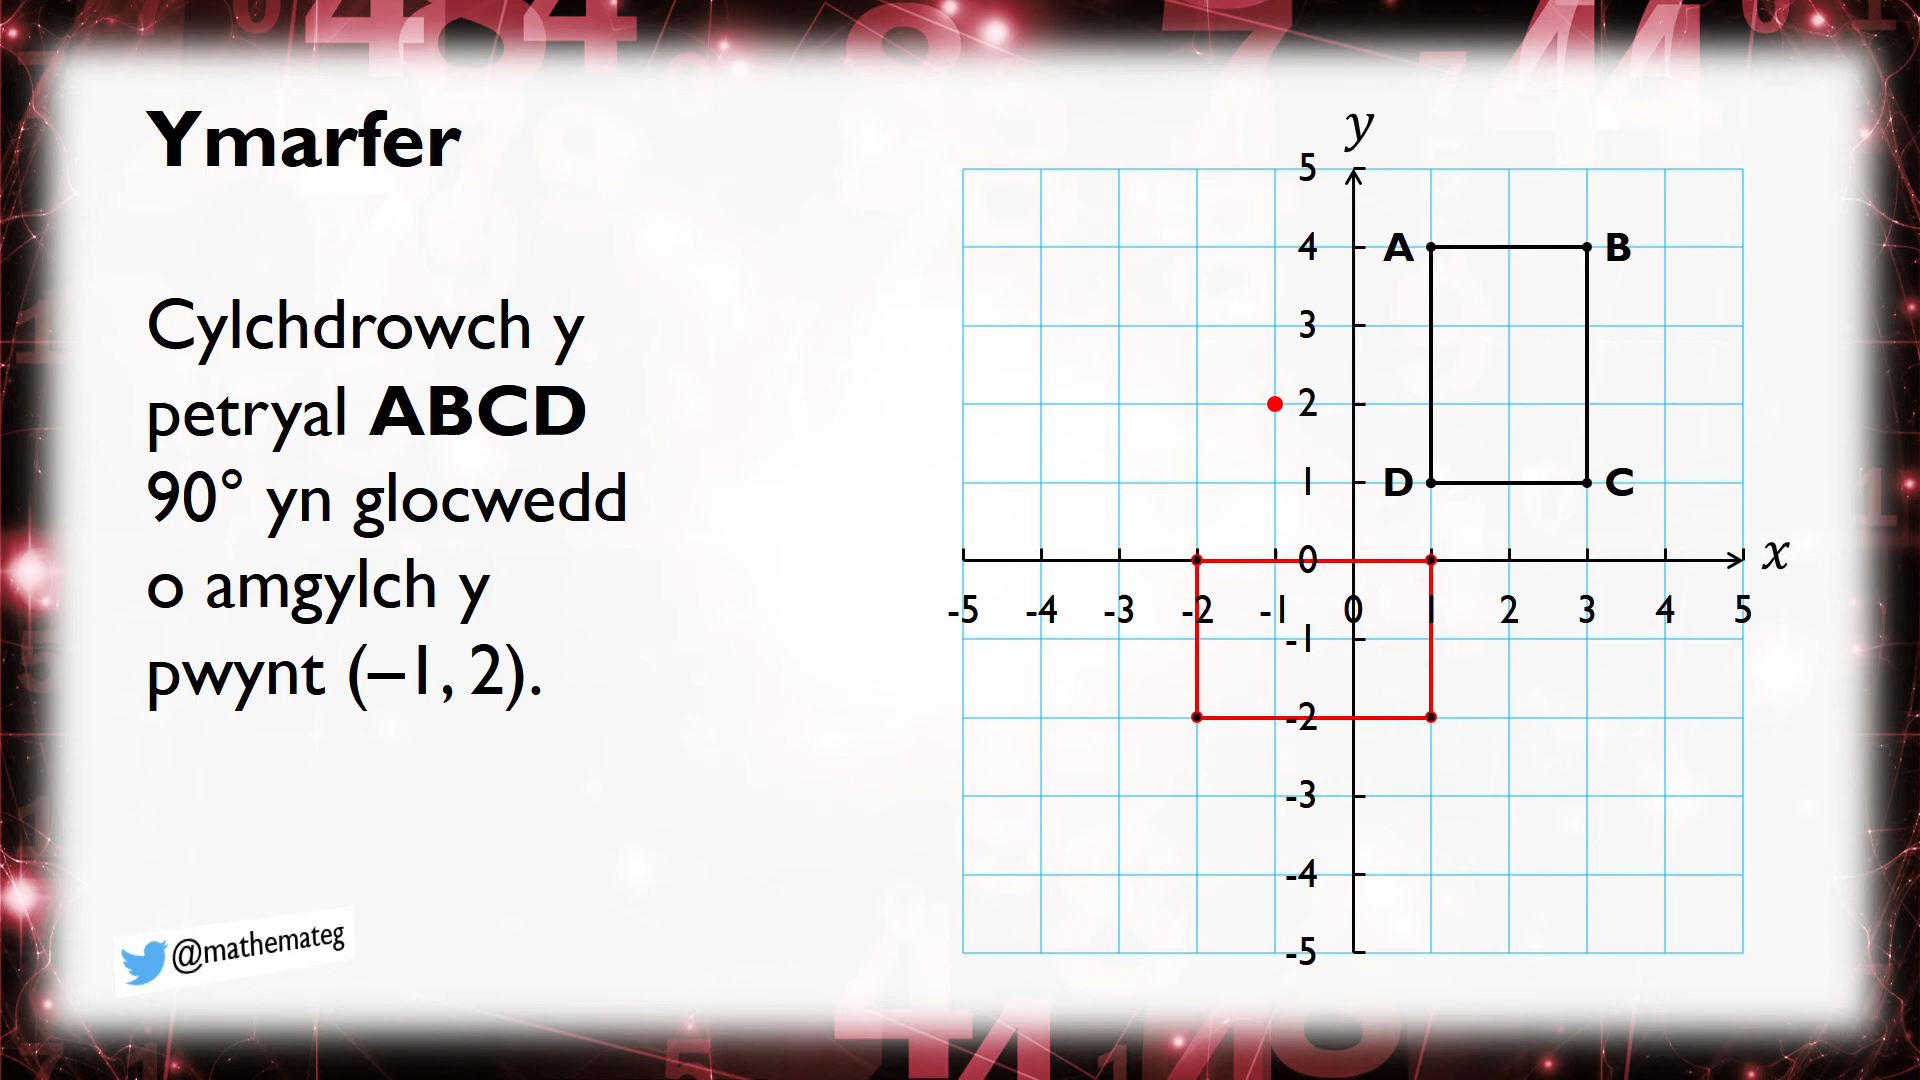 Ymarfer
Cylchdrowch y
petryal ABCD
90° yn glocwedd
o amgylch y
pwynt (−1, 2).
@mathemateg
y
5
4
3
2
1
0
-1
-2
-3
-4
-5
A B
D C
x
-5 -4 -3 -2 -1 0 1 2 3 4 5